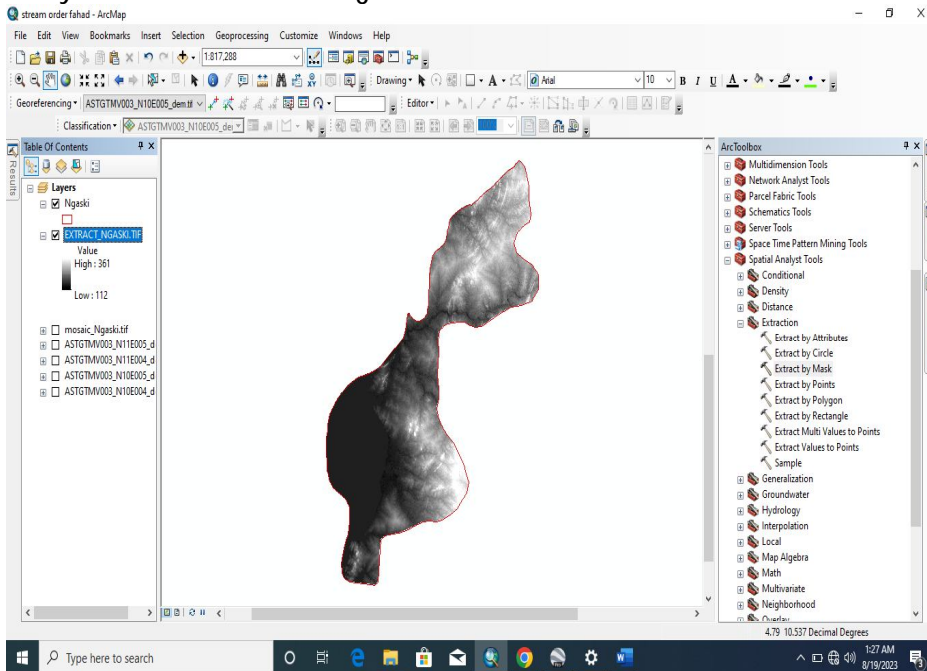 stream order fahad - ArcMap
File Edit View Bookmarks Insert Selection Geoprocessing Customize Windows Help
1:817,288
Drawing A Arial 10 B I U A
Georeferencing ASTGTMV003_N10E005_dem.tif Editor
Classification ASTGTMV003_N10E005_de
Table Of Contents
Results
Layers
Ngaski
EXTRACT_NGASKI.TIF
Value
High : 361
Low : 112
mosaic_Ngaski.tif
ASTGTMV003_N11E005_d
ASTGTMV003_N11E004_d
ASTGTMV003_N10E005_d
ASTGTMV003_N10E004_d
ArcToolbox
Multidimension Tools
Network Analyst Tools
Parcel Fabric Tools
Schematics Tools
Server Tools
Space Time Pattern Mining Tools
Spatial Analyst Tools
Conditional
Density
Distance
Extraction
Extract by Attributes
Extract by Circle
Extract by Mask
Extract by Points
Extract by Polygon
Extract by Rectangle
Extract Multi Values to Points
Extract Values to Points
Sample
Generalization
Groundwater
Hydrology
Interpolation
Local
Map Algebra
Math
Multivariate
Neighborhood
Overlay
4.79 10.537 Decimal Degrees
Type here to search
1:27 AM
8/19/2023